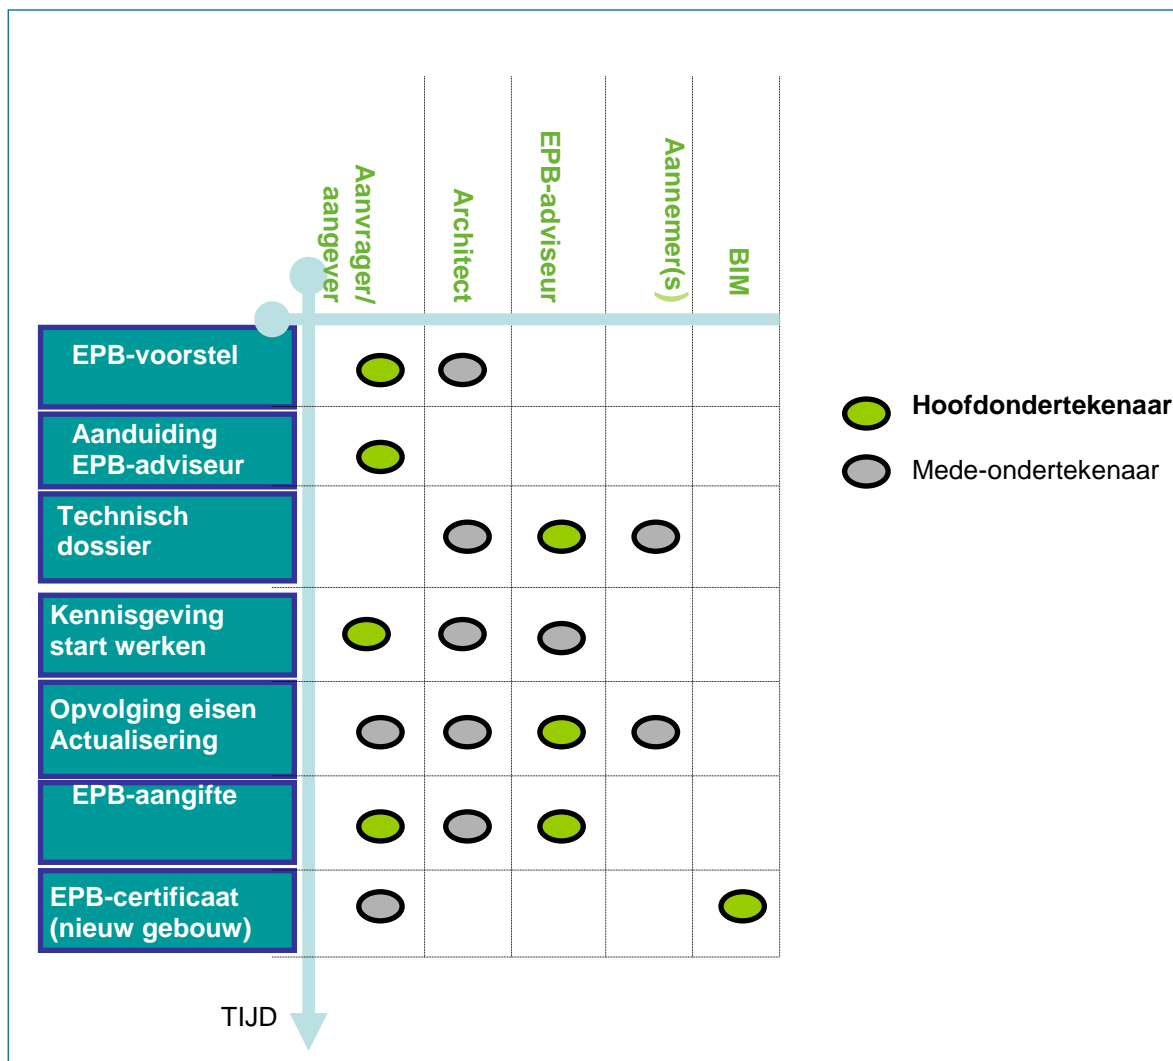 Aanvrager/
aangever
Architect
EPB-adviseur
Aannemer(s)
BIM
EPB-voorstel
Aanduiding
EPB-adviseur
Technisch
dossier
Kennisgeving
start werken
Opvolging eisen
Actualisering
EPB-aangifte
EPB-certificaat
(nieuw gebouw)
TIJD
Hoofdondertekenaar
Mede-ondertekenaar